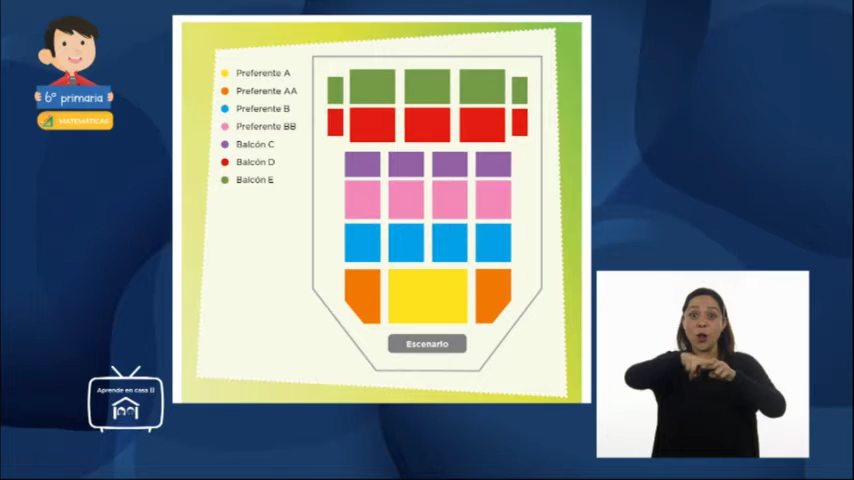 6° primaria
MATEMÁTICAS
Preferente A
Preferente AA
Preferente B
Preferente BB
Balcón C
Balcón D
Balcón E
Escenario
Aprende en casa II